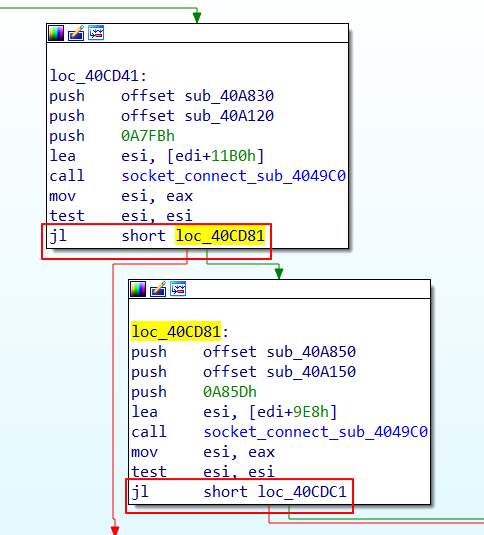 loc_40CD41:
push offset sub_40A830
push offset sub_40A120
push 0A7FBh
lea esi, [edi+11B0h]
call socket_connect_sub_4049C0
mov esi, eax
test esi, esi
jl short loc_40CD81
loc_40CD81:
push offset sub_40A850
push offset sub_40A150
push 0A85Dh
lea esi, [edi+9E8h]
call socket_connect_sub_4049C0
mov esi, eax
test esi, esi
jl short loc_40CDC1